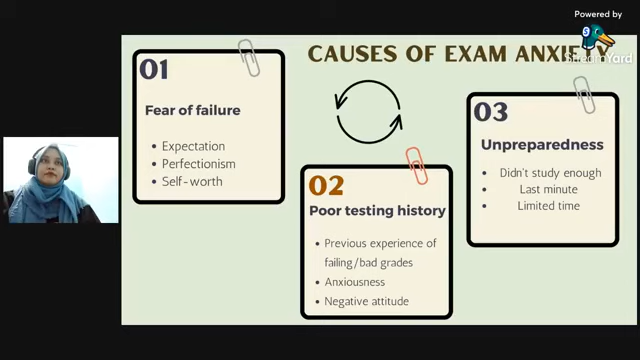 Powered by
StreamYard
CAUSES OF EXAM ANXIETY
01
Fear of failure
• Expectation
• Perfectionism
• Self-worth
02
Poor testing history
• Previous experience of
failing/bad grades
• Anxiousness
• Negative attitude
03
Unpreparedness
• Didn't study enough
• Last minute
• Limited time